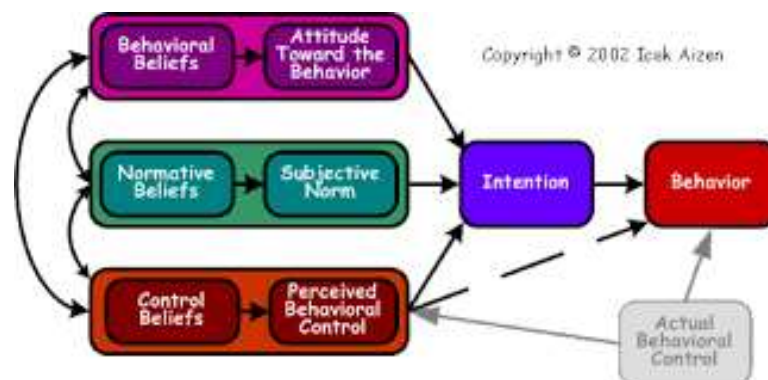 Behavioral
Beliefs
Attitude
Toward the
Behavior
Copyright © 2002 Icek Aizen
Normative
Beliefs
Subjective
Norm
Intention
Behavior
Control
Beliefs
Perceived
Behavioral
Control
Actual
Behavioral
Control